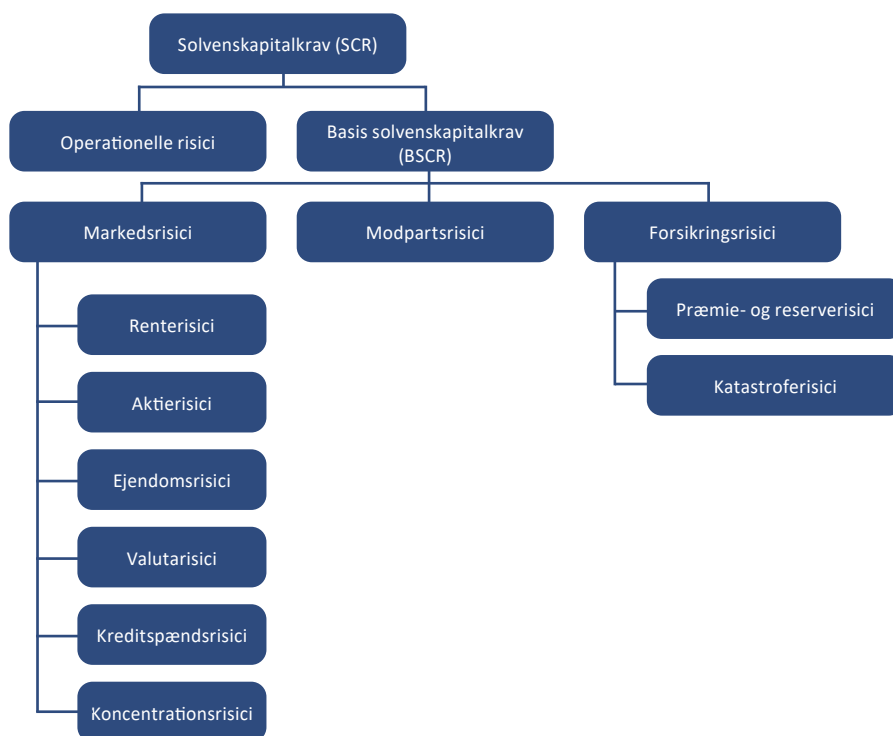 Solvenskapitalkrav (SCR)
Operationelle risici
Basis solvenskapitalkrav
(BSCR)
Markedsrisici
Modpartsrisici
Forsikringsrisici
Renterisici
Aktierisici
Ejendomsrisici
Valutarisici
Kreditspændsrisici
Koncentrationsrisici
Præmie- og reserverisici
Katastroferisici